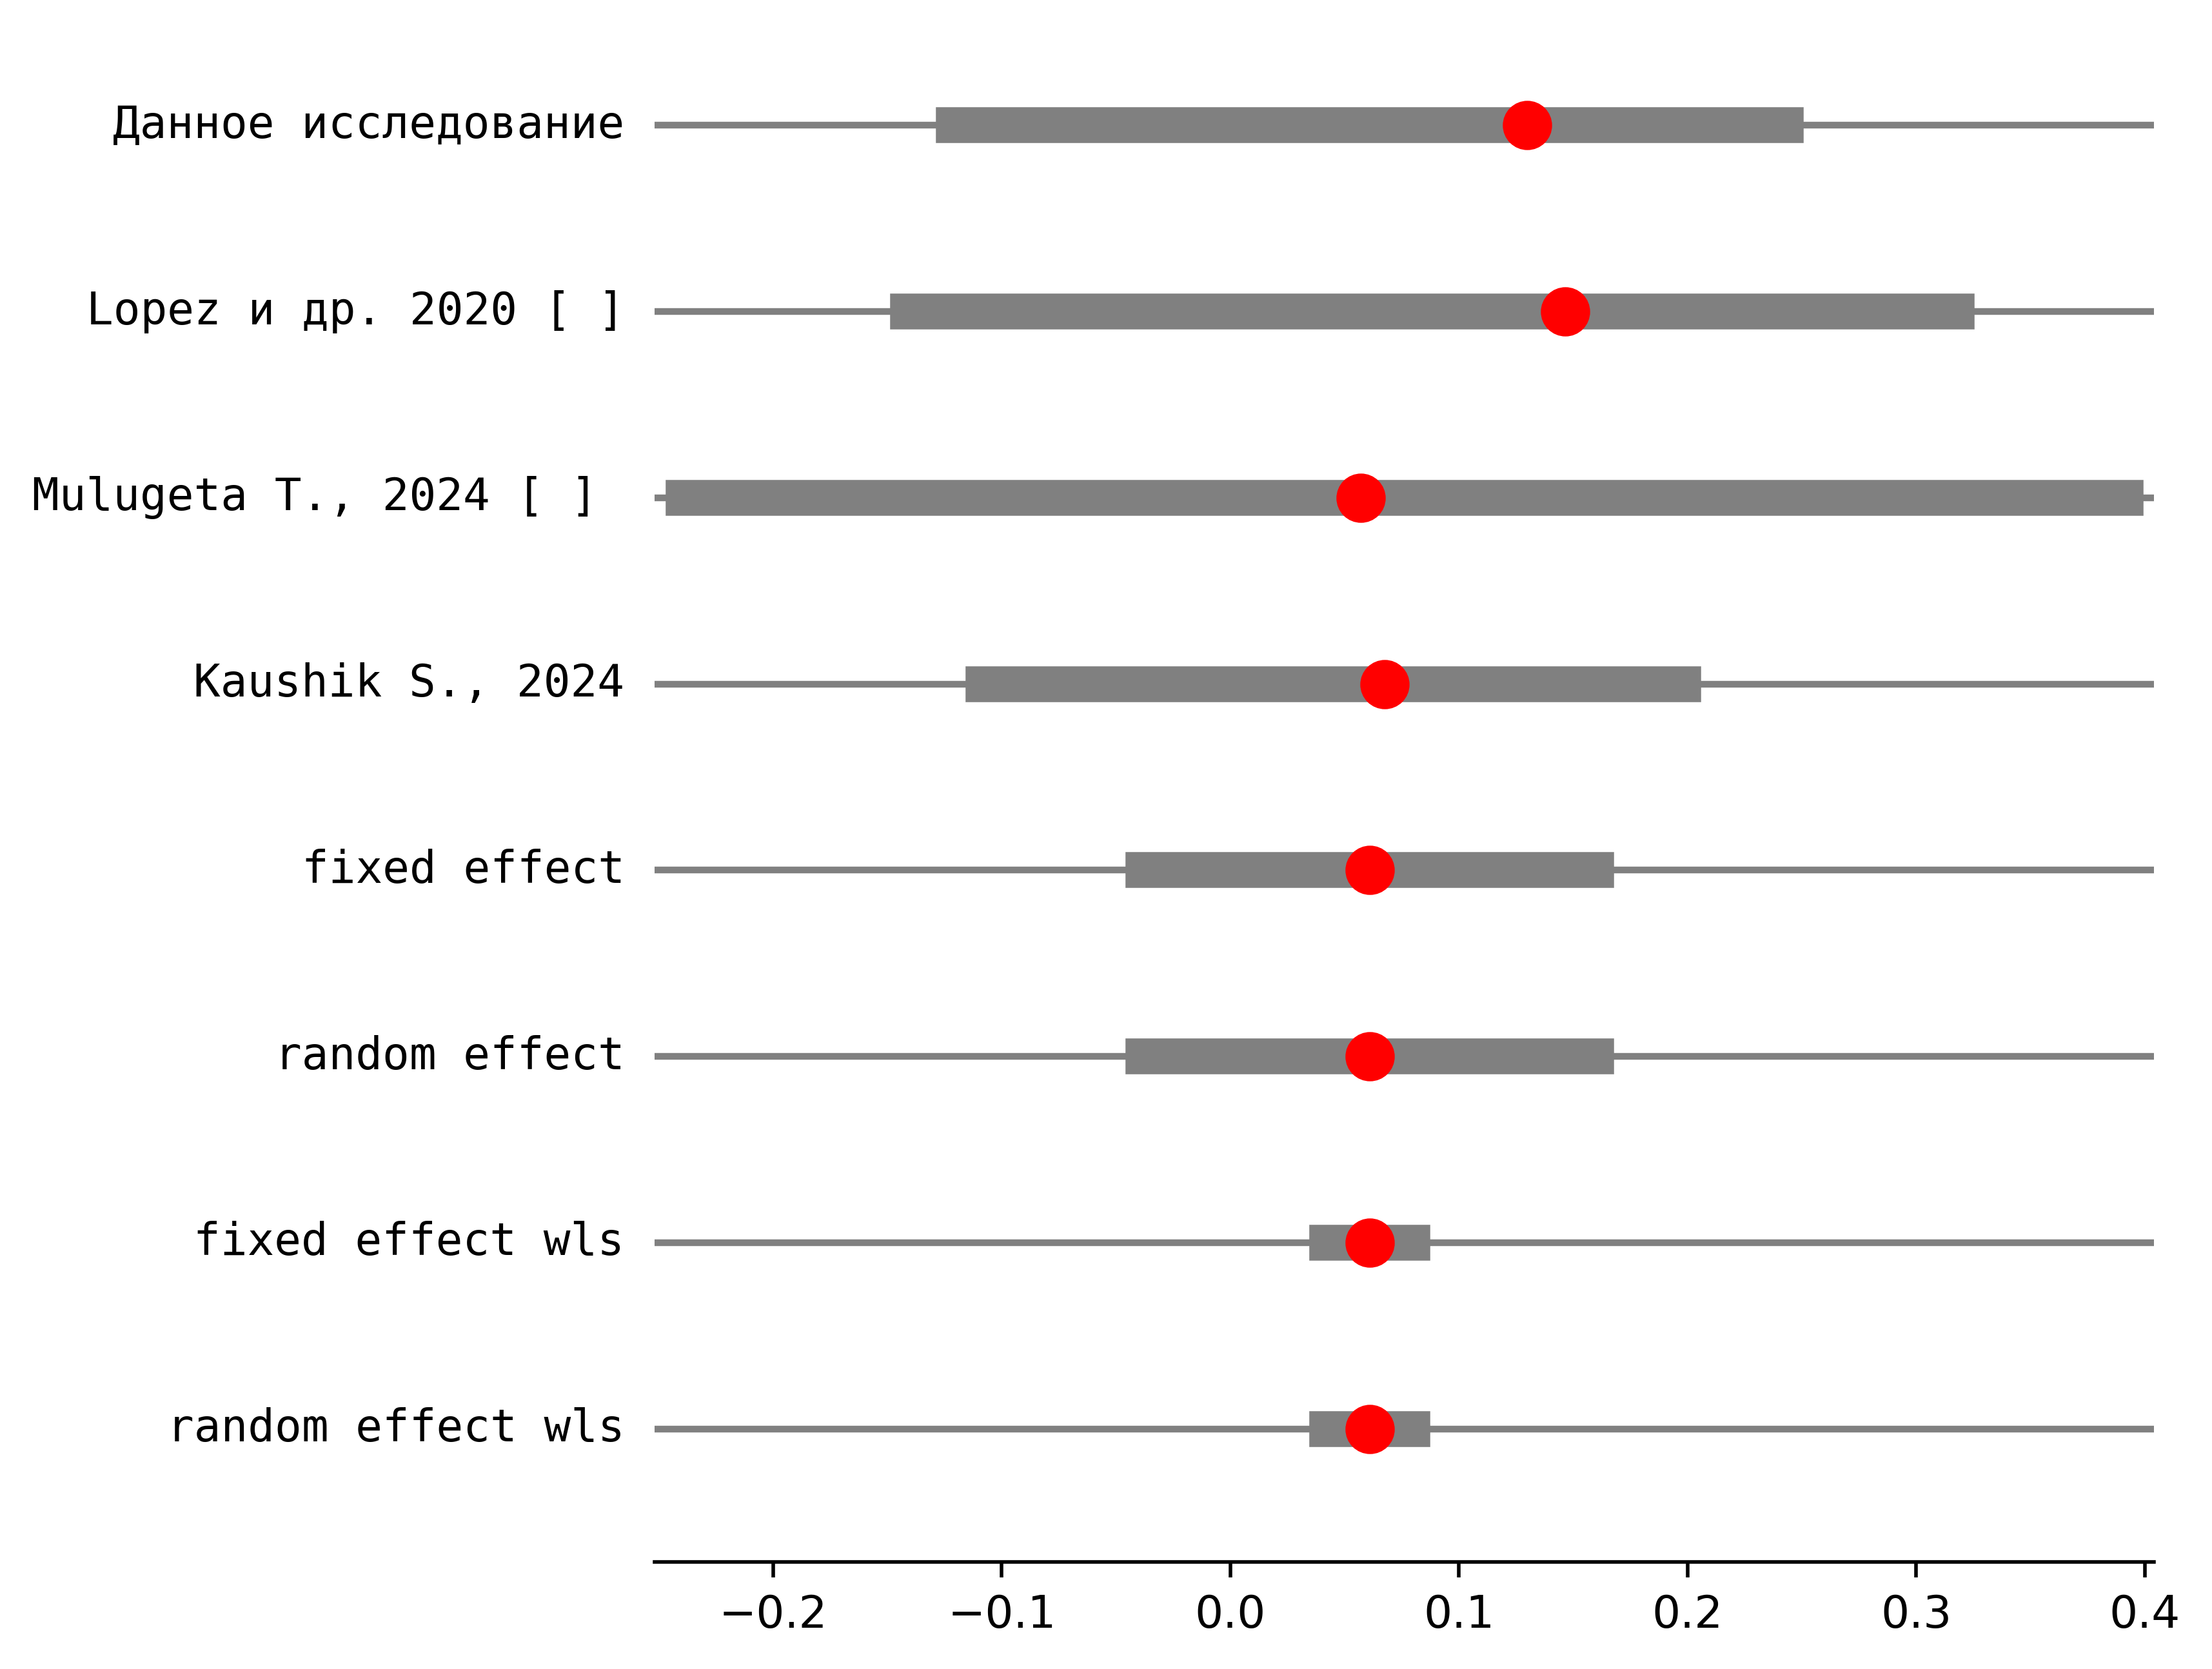 Данное исследование
Lopez и др. 2020 [ ]
Mulugeta T., 2024 [ ]
Kaushik S., 2024
fixed effect
random effect
fixed effect wls
random effect wls
−0.2 −0.1 0.0 0.1 0.2 0.3 0.4